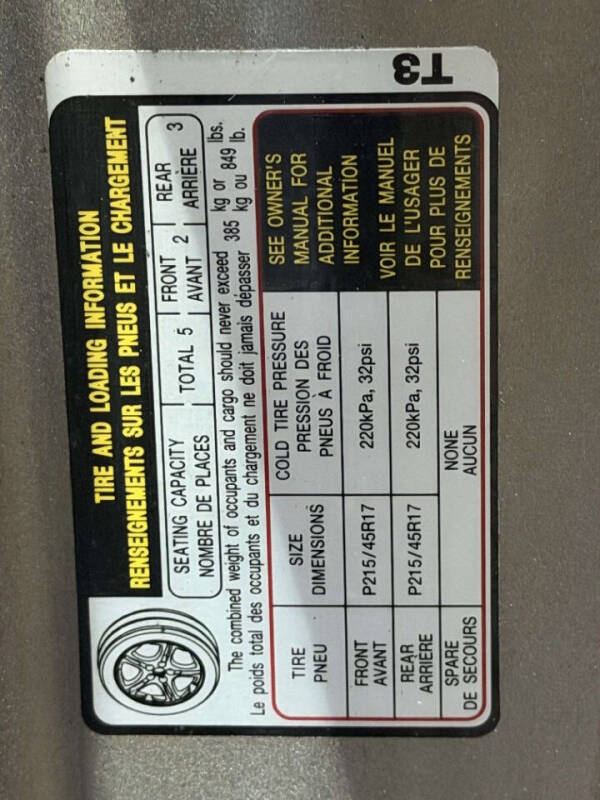 T3
TIRE AND LOADING INFORMATION
RENSEIGNEMENTS SUR LES PNEUS ET LE CHARGEMENT
SEATING CAPACITY
NOMBRE DE PLACES
TOTAL 5
FRONT
AVANT 2
REAR
ARRIÈRE 3
The combined weight of occupants and cargo should never exceed 385 kg or 849 lbs.
Le poids total des occupants et du chargement ne doit jamais dépasser 385 kg ou 849 lb.
TIRE
PNEU
SIZE
DIMENSIONS
COLD TIRE PRESSURE
PRESSION DES
PNEUS À FROID
SEE OWNER'S
MANUAL FOR
ADDITIONAL
INFORMATION
VOIR LE MANUEL
DE L'USAGER
POUR PLUS DE
RENSEIGNEMENTS
FRONT
AVANT
P215/45R17
220kPa, 32psi
REAR
ARRIÈRE
P215/45R17
220kPa, 32psi
SPARE
DE SECOURS
NONE
AUCUN